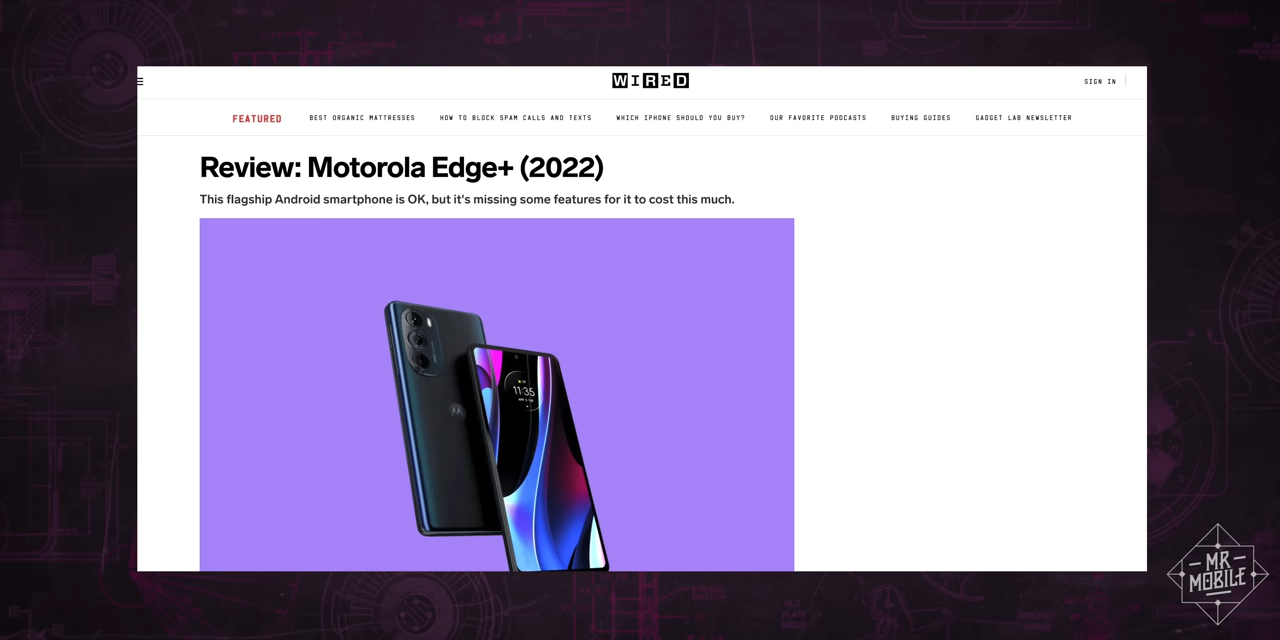 WIRED
SIGN IN
FEATURED BEST ORGANIC MATTRESSES HOW TO BLOCK SPAM CALLS AND TEXTS WHICH IPHONE SHOULD YOU BUY? OUR FAVORITE PODCASTS BUYING GUIDES GADGET LAB NEWSLETTER
Review: Motorola Edge+ (2022)
This flagship Android smartphone is OK, but it's missing some features for it to cost this much.
11:35
MR
MOBILE